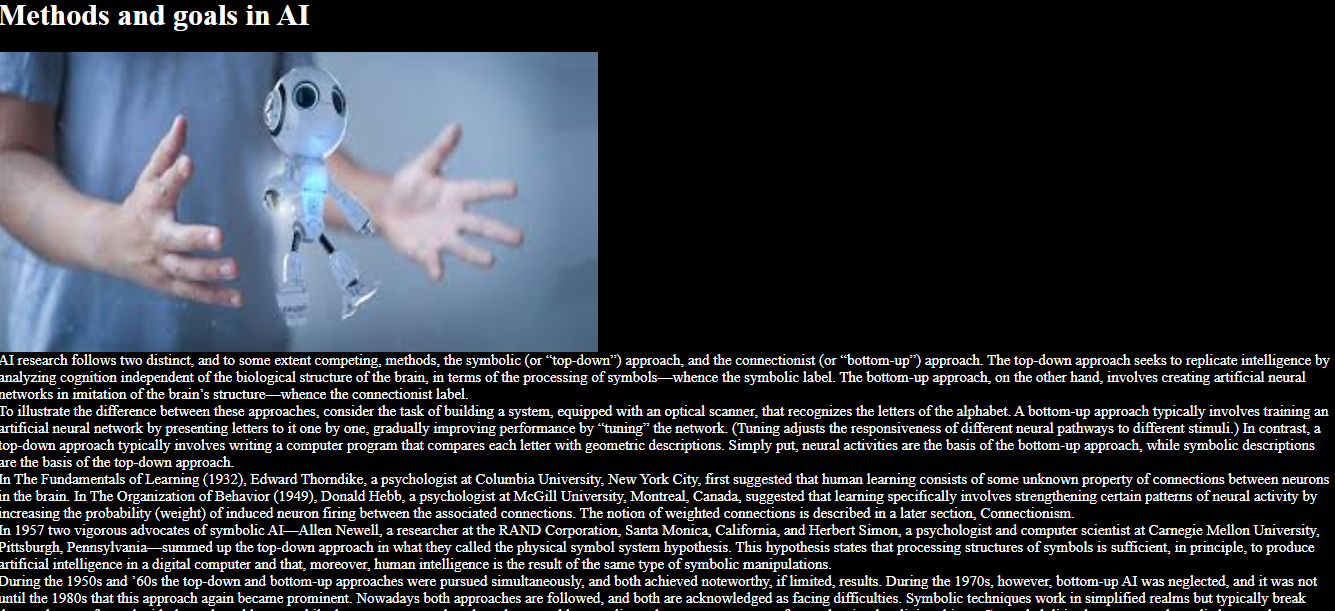 Methods and goals in AI
AI research follows two distinct, and to some extent competing, methods, the symbolic (or “top-down”) approach, and the connectionist (or “bottom-up”) approach. The top-down approach seeks to replicate intelligence by
analyzing cognition independent of the biological structure of the brain, in terms of the processing of symbols—whence the symbolic label. The bottom-up approach, on the other hand, involves creating artificial neural
networks in imitation of the brain’s structure—whence the connectionist label.
To illustrate the difference between these approaches, consider the task of building a system, equipped with an optical scanner, that recognizes the letters of the alphabet. A bottom-up approach typically involves training an
artificial neural network by presenting letters to it one by one, gradually improving performance by “tuning” the network. (Tuning adjusts the responsiveness of different neural pathways to different stimuli.) In contrast, a
top-down approach typically involves writing a computer program that compares each letter with geometric descriptions. Simply put, neural activities are the basis of the bottom-up approach, while symbolic descriptions
are the basis of the top-down approach.
In The Fundamentals of Learning (1932), Edward Thorndike, a psychologist at Columbia University, New York City, first suggested that human learning consists of some unknown property of connections between neurons
in the brain. In The Organization of Behavior (1949), Donald Hebb, a psychologist at McGill University, Montreal, Canada, suggested that learning specifically involves strengthening certain patterns of neural activity by
increasing the probability (weight) of induced neuron firing between the associated connections. The notion of weighted connections is described in a later section, Connectionism.
In 1957 two vigorous advocates of symbolic AI—Allen Newell, a researcher at the RAND Corporation, Santa Monica, California, and Herbert Simon, a psychologist and computer scientist at Carnegie Mellon University,
Pittsburgh, Pennsylvania—summed up the top-down approach in what they called the physical symbol system hypothesis. This hypothesis states that processing structures of symbols is sufficient, in principle, to produce
artificial intelligence in a digital computer and that, moreover, human intelligence is the result of the same type of symbolic manipulations.
During the 1950s and ’60s the top-down and bottom-up approaches were pursued simultaneously, and both achieved noteworthy, if limited, results. During the 1970s, however, bottom-up AI was neglected, and it was not
until the 1980s that this approach again became prominent. Nowadays both approaches are followed, and both are acknowledged as facing difficulties. Symbolic techniques work in simplified realms but typically break